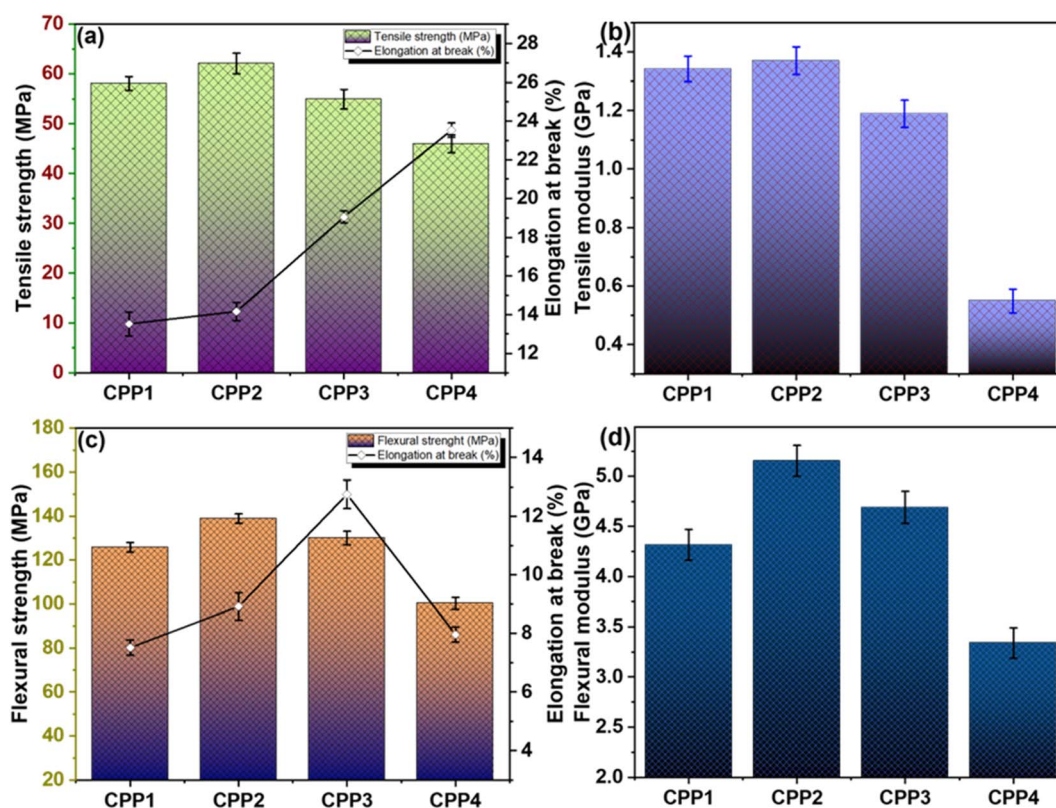 (a)
Tensile strength (MPa)
Elongation at break (%)
Tensile strength (MPa)
70
60
50
40
30
20
10
0
Elongation at break (%)
28
26
24
22
20
18
16
14
12
CPP1 CPP2 CPP3 CPP4
(b)
Tensile modulus (GPa)
1.4
1.2
1.0
0.8
0.6
0.4
CPP1 CPP2 CPP3 CPP4
(c)
Flexural strenght (MPa)
Elongation at break (%)
Flexural strength (MPa)
180
160
140
120
100
80
60
40
20
Elongation at break (%)
14
12
10
8
6
4
CPP1 CPP2 CPP3 CPP4
(d)
Flexural modulus (GPa)
5.0
4.5
4.0
3.5
3.0
2.5
2.0
CPP1 CPP2 CPP3 CPP4